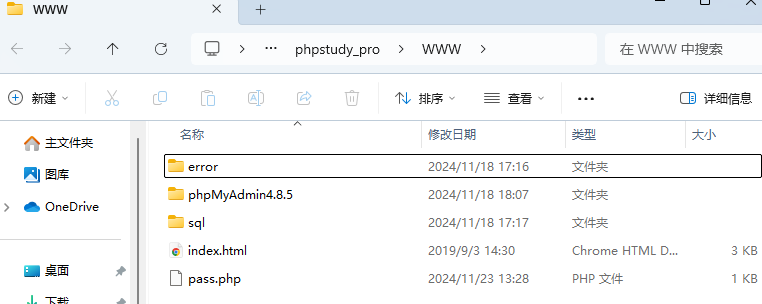 WWW
phpstudy_pro WWW 在 WWW 中搜索
新建 排序 查看 详细信息
主文件夹
图库
OneDrive
桌面
下载
名称 修改日期 类型 大小
error 2024/11/18 17:16 文件夹
phpMyAdmin4.8.5 2024/11/18 18:07 文件夹
sql 2024/11/18 17:17 文件夹
index.html 2019/9/3 14:30 Chrome HTML D... 3 KB
pass.php 2024/11/23 13:28 PHP 文件 1 KB